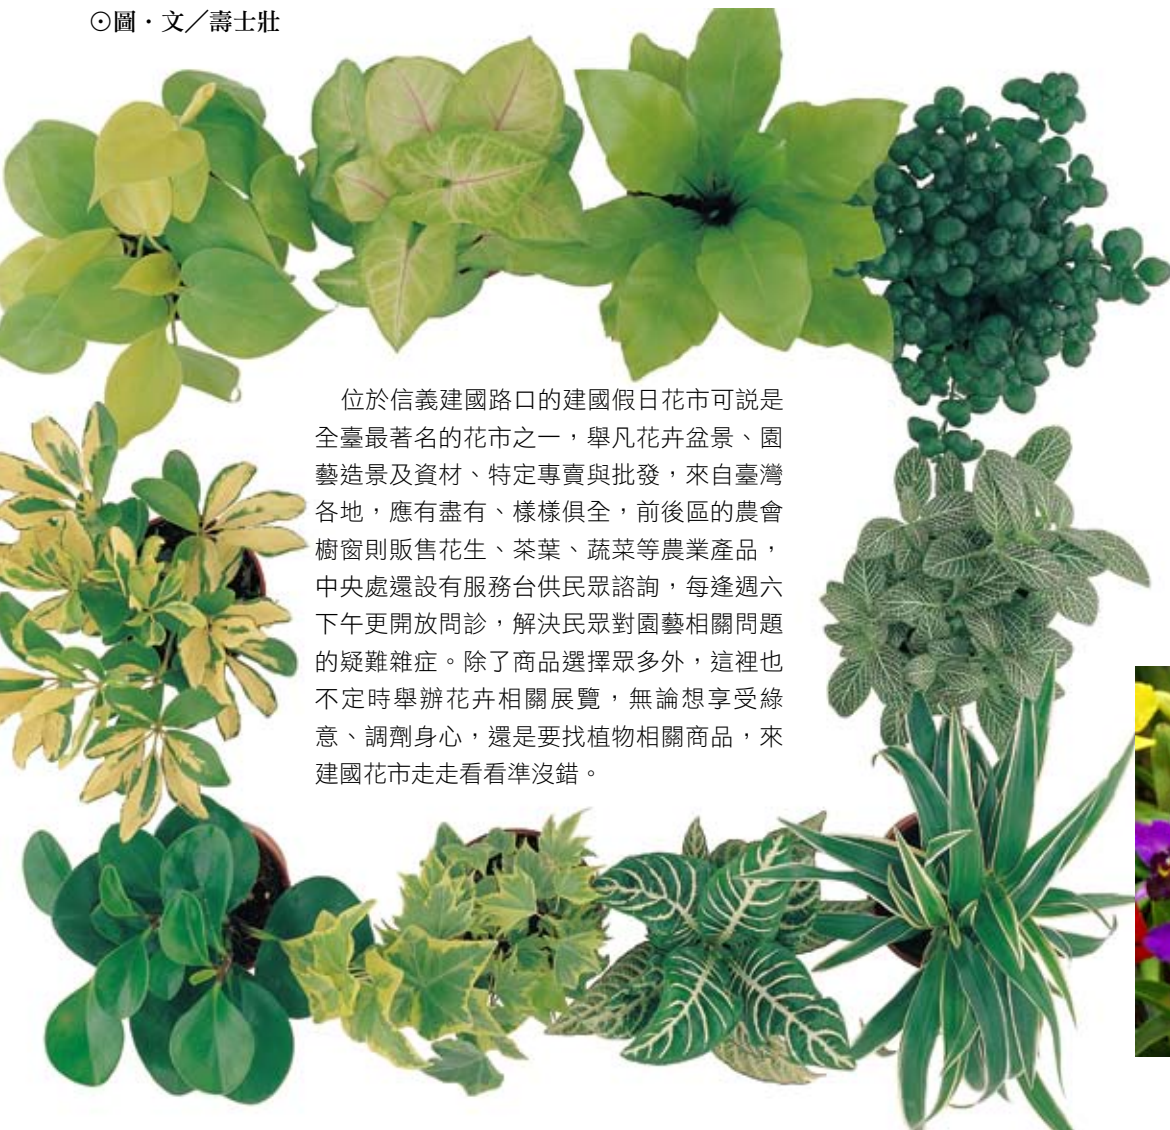 ⊙圖・文／壽士壯
位於信義建國路口的建國假日花市可説是
全臺最著名的花市之一，舉凡花卉盆景、園
藝造景及資材、特定專賣與批發，來自臺灣
各地，應有盡有、樣樣俱全，前後區的農會
櫥窗則販售花生、茶葉、蔬菜等農業產品，
中央處還設有服務台供民眾諮詢，每逢週六
下午更開放問診，解決民眾對園藝相關問題
的疑難雜症。除了商品選擇眾多外，這裡也
不定時舉辦花卉相關展覽，無論想享受綠
意、調劑身心，還是要找植物相關商品，來
建國花市走走看看準沒錯。